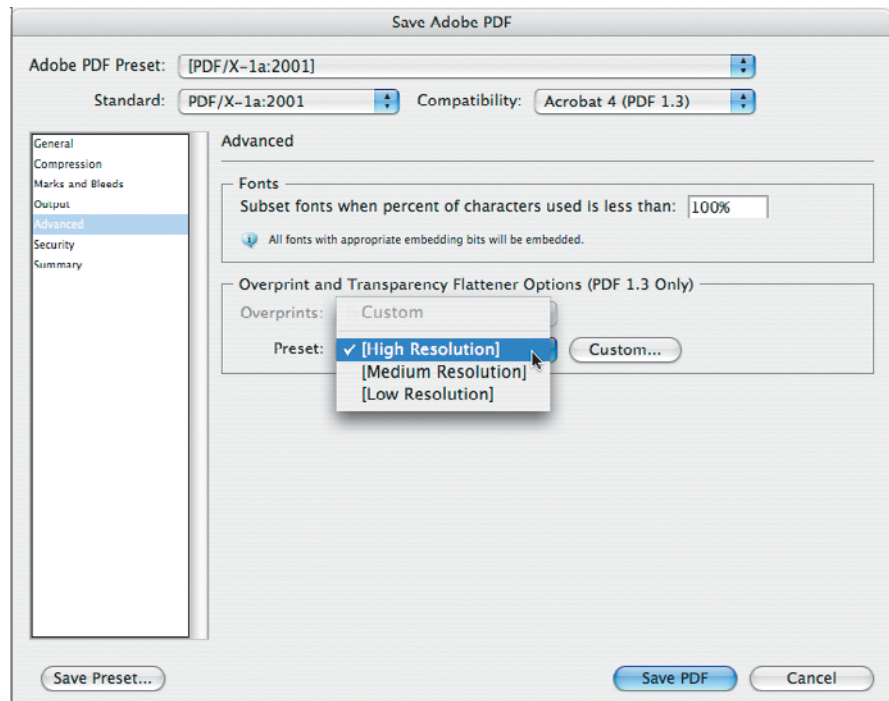 Save Adobe PDF
Adobe PDF Preset: [PDF/X-1a:2001]
Standard: PDF/X-1a:2001 Compatibility: Acrobat 4 (PDF 1.3)
General
Compression
Marks and Bleeds
Output
Advanced
Security
Summary
Advanced
Fonts
Subset fonts when percent of characters used is less than: 100%
All fonts with appropriate embedding bits will be embedded.
Overprint and Transparency Flattener Options (PDF 1.3 Only)
Overprints:
Custom
Preset: ✓ [High Resolution] Custom...
[Medium Resolution]
[Low Resolution]
Save Preset... Save PDF Cancel